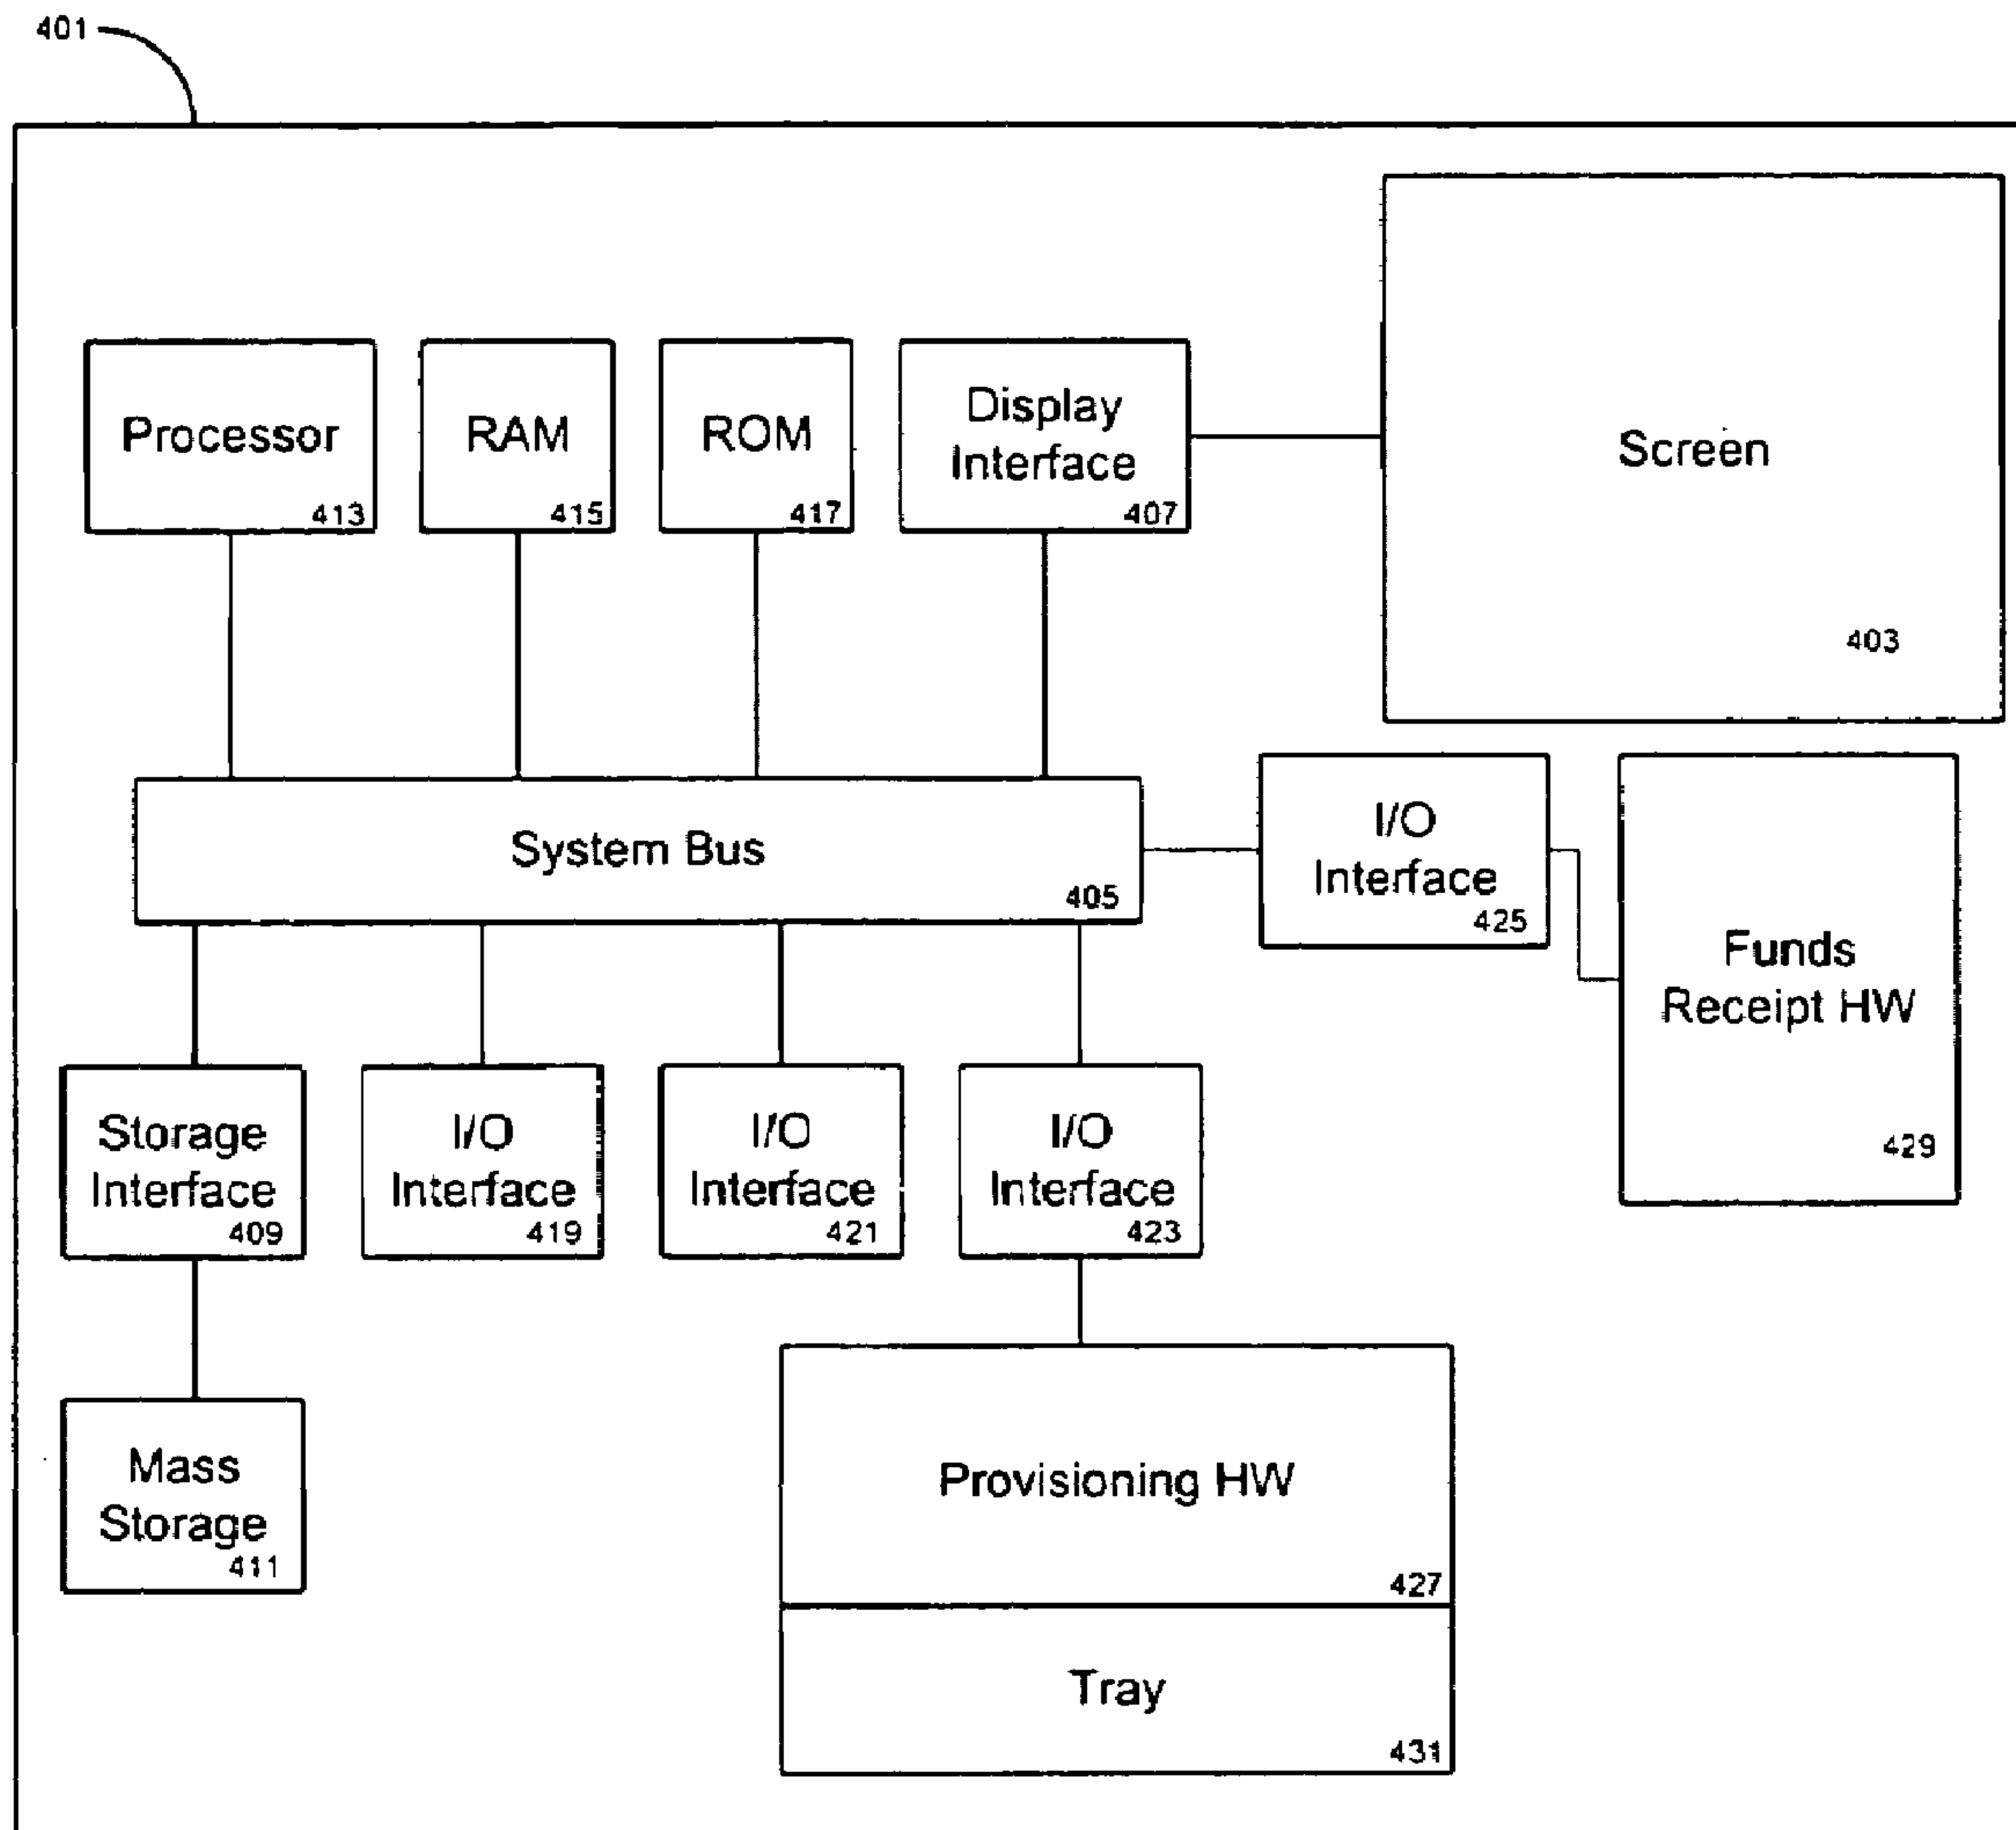 401
Processor
413
RAM
415
ROM
417
Display
Interface
407
Screen
403
System Bus
405
I/O
Interface
425
Funds
Receipt HW
429
Storage
Interface
409
I/O
Interface
419
I/O
Interface
421
I/O
Interface
423
Mass
Storage
411
Provisioning HW
427
Tray
431